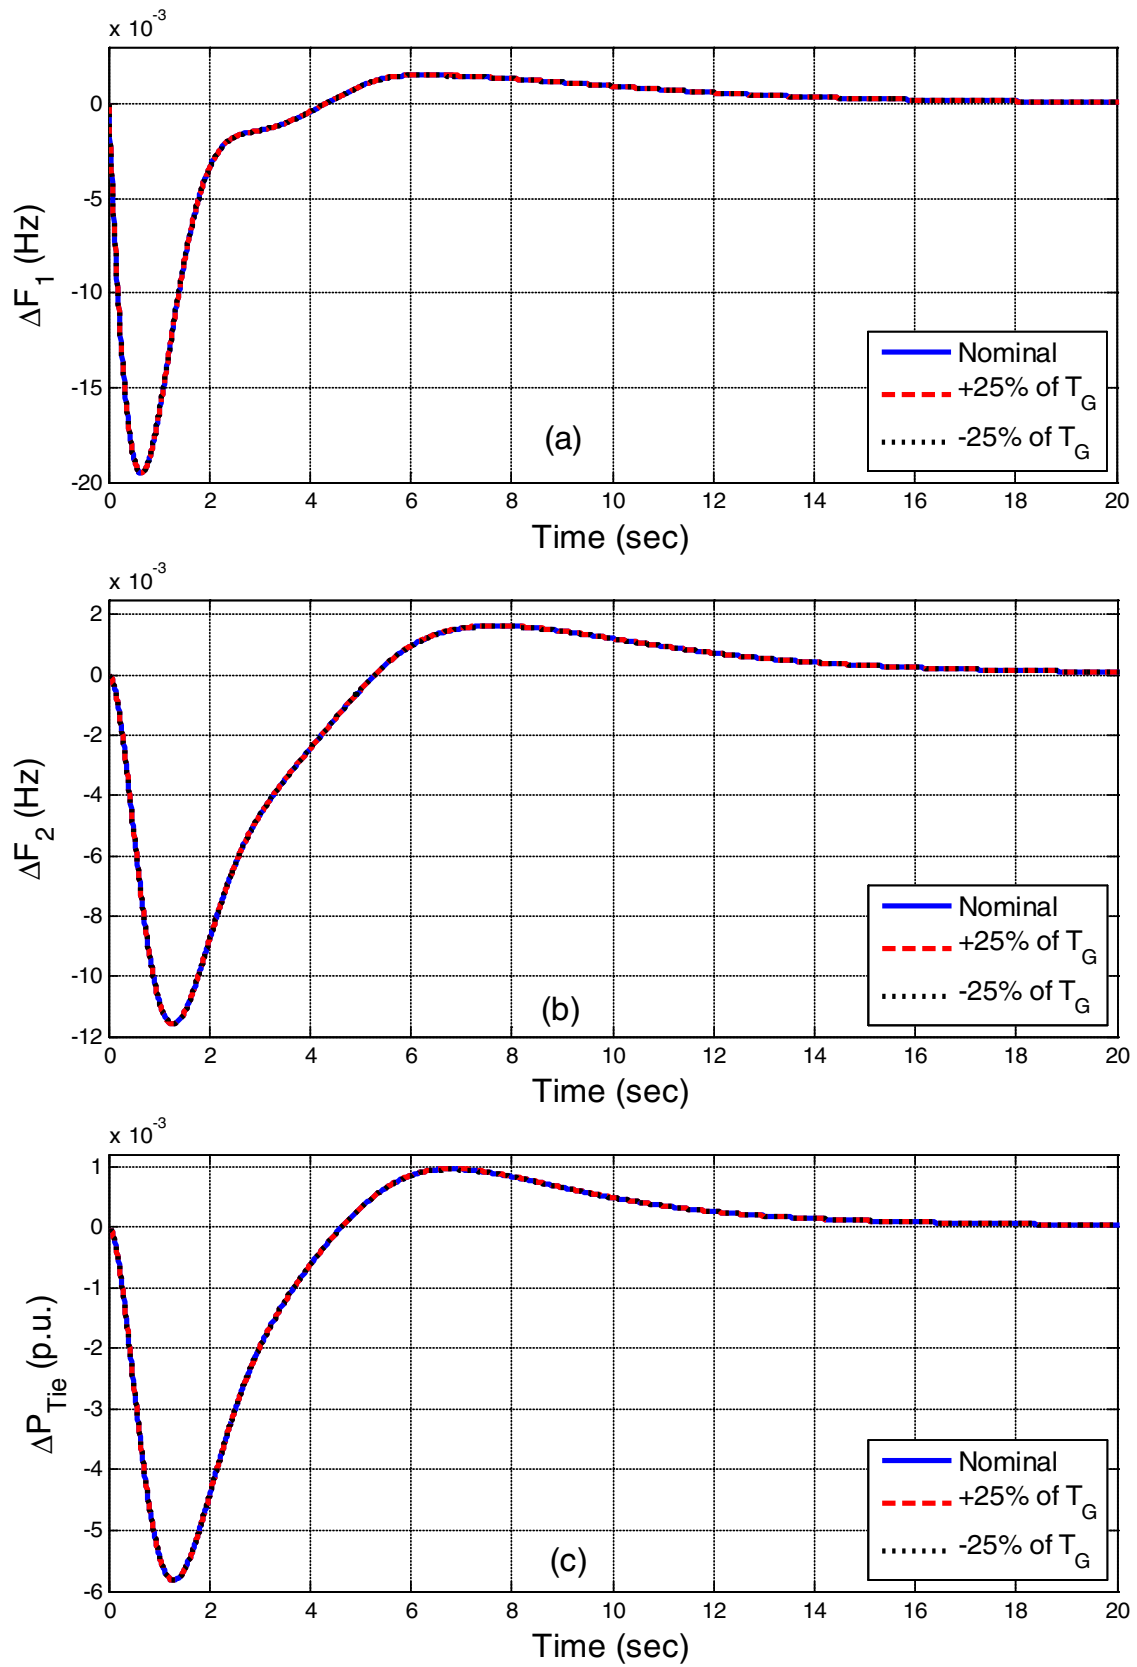 x 10-3
0
-5
-10
-15
-20
ΔF1 (Hz)
Nominal
+25% of TG
-25% of TG
(a)
0 2 4 6 8 10 12 14 16 18 20
Time (sec)
x 10-3
2
0
-2
-4
-6
-8
-10
-12
ΔF2 (Hz)
Nominal
+25% of TG
-25% of TG
(b)
0 2 4 6 8 10 12 14 16 18 20
Time (sec)
x 10-3
1
0
-1
-2
-3
-4
-5
-6
ΔPTie (p.u.)
Nominal
+25% of TG
-25% of TG
(c)
0 2 4 6 8 10 12 14 16 18 20
Time (sec)